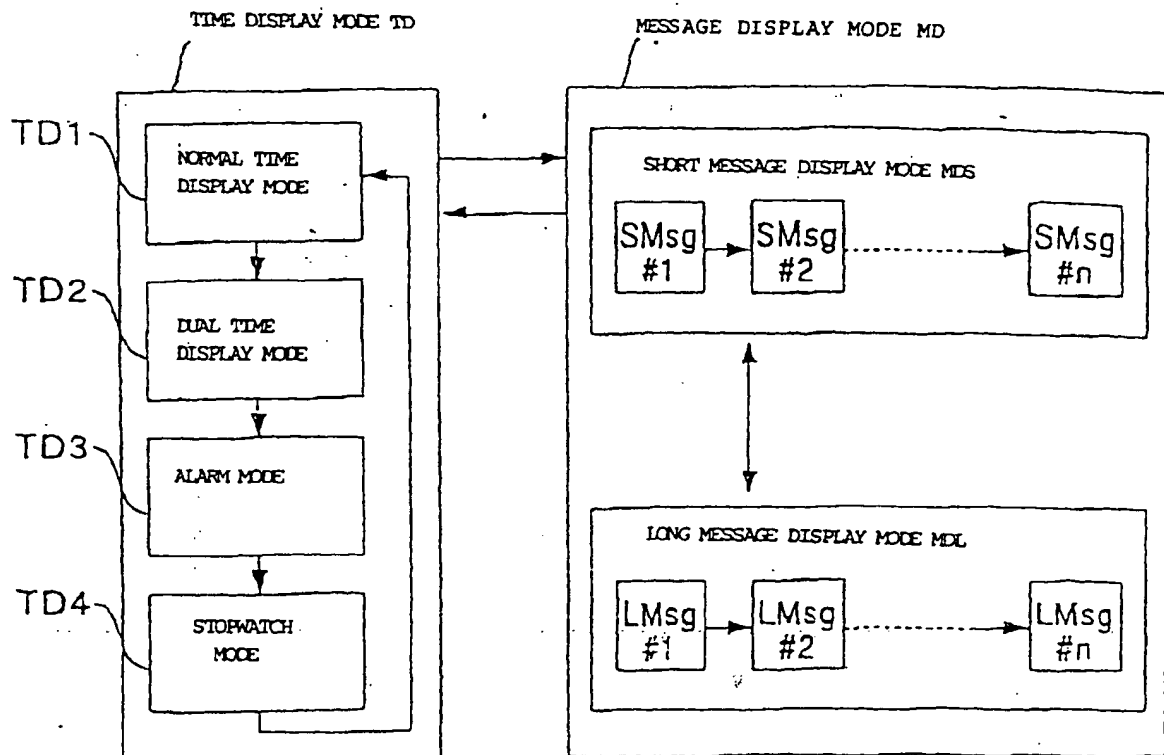 TIME DISPLAY MODE TD
MESSAGE DISPLAY MODE MD
TD1
NORMAL TIME
DISPLAY MODE
TD2
DUAL TIME
DISPLAY MODE
TD3
ALARM MODE
TD4
STOPWATCH
MODE
SHORT MESSAGE DISPLAY MODE MDS
SMsg
#1
SMsg
#2
SMsg
#n
LONG MESSAGE DISPLAY MODE MDL
LMsg
#1
LMsg
#2
LMsg
#n